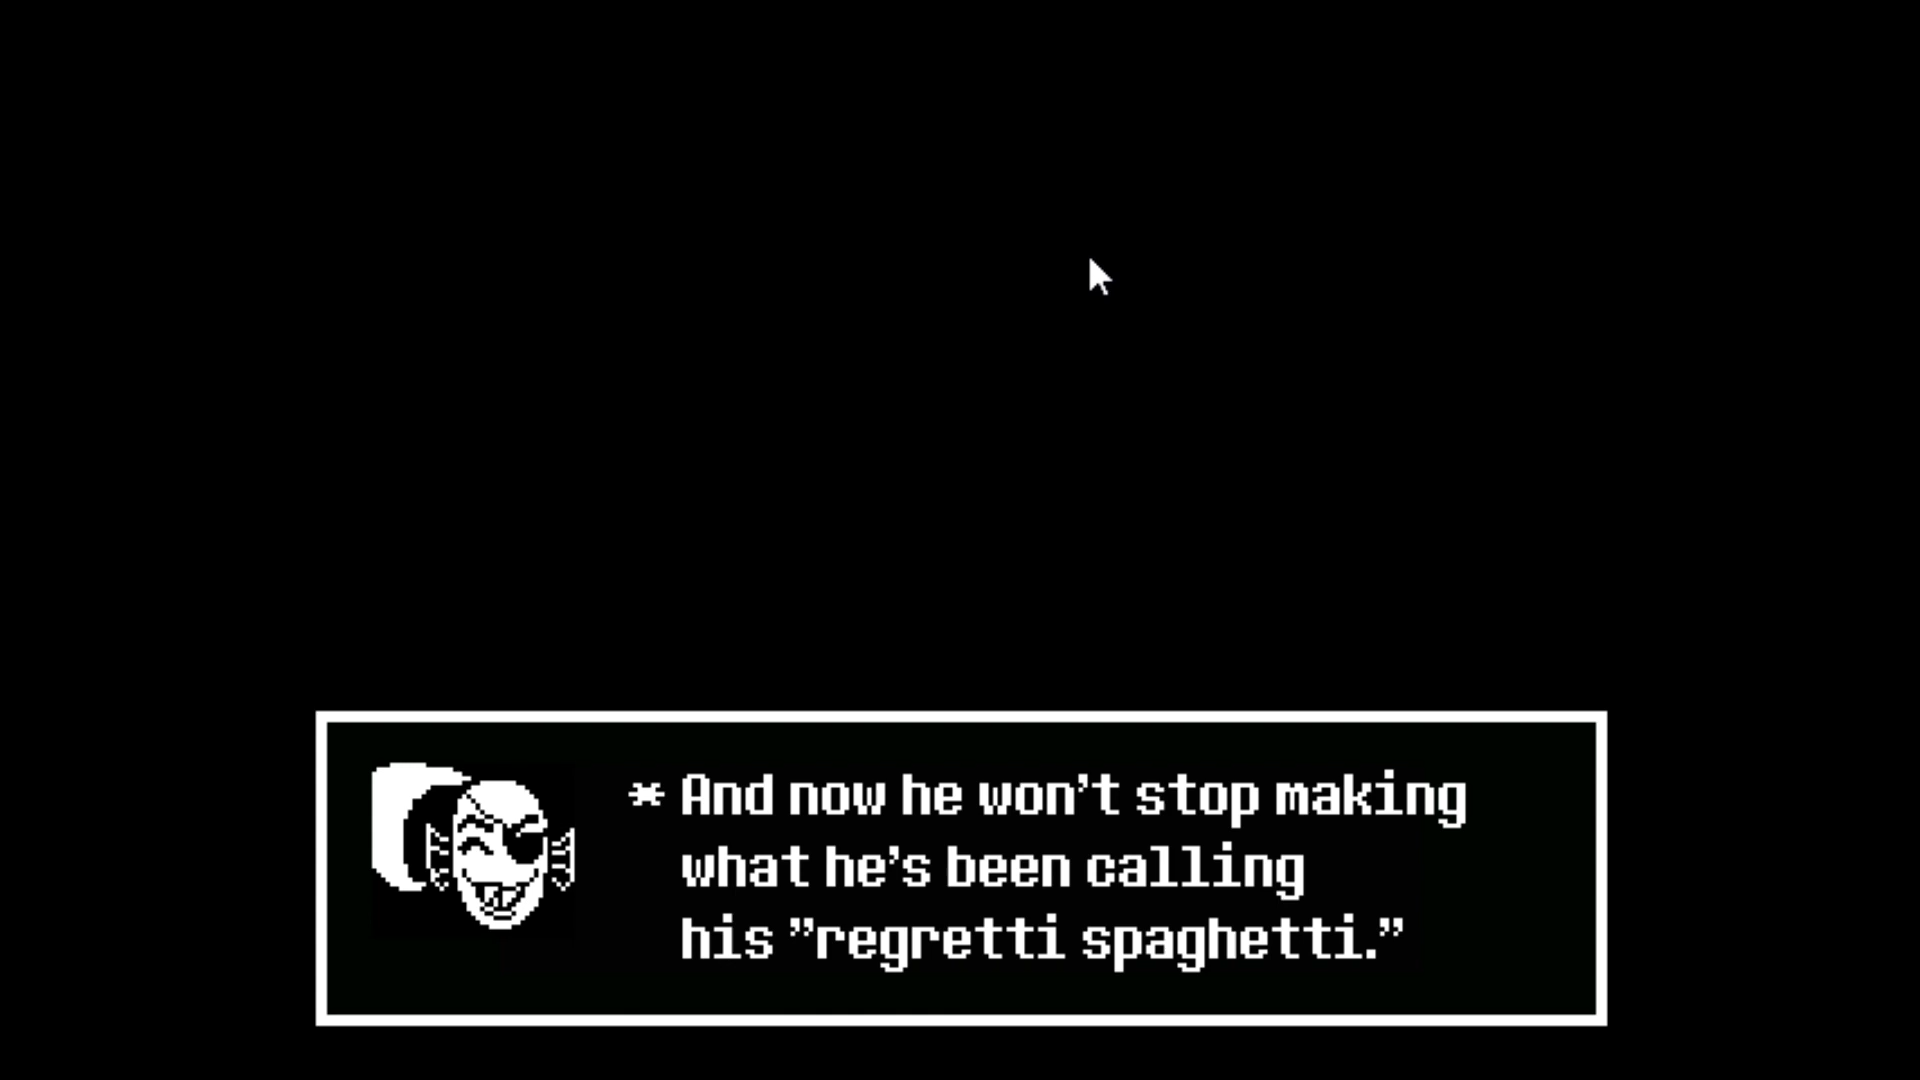 * And now he won't stop making
what he's been calling
his ”regretti spaghetti.”